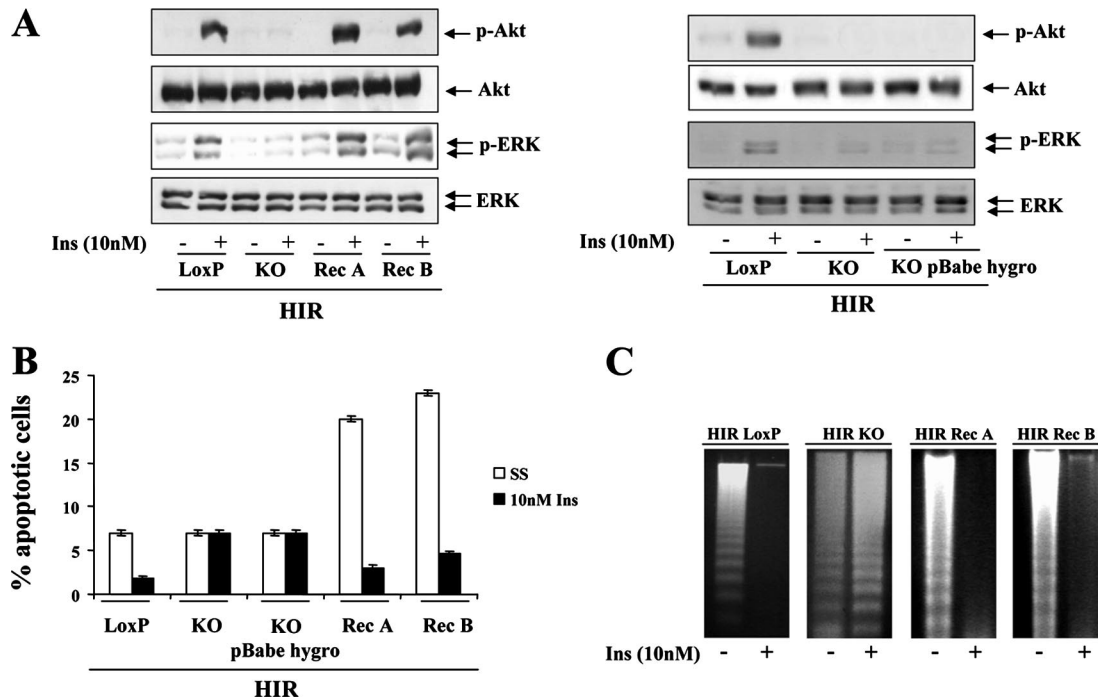 A
p-Akt
Akt
p-ERK
ERK
Ins (10nM) - + - + - + - +
LoxP KO Rec A Rec B
HIR
p-Akt
Akt
p-ERK
ERK
Ins (10nM) - + - + - +
LoxP KO KO pBabe hygro
HIR
B
% apoptotic cells
25
20
15
10
5
0
SS
10nM Ins
LoxP KO KO Rec A Rec B
pBabe hygro
HIR
C
HIR LoxP HIR KO HIR Rec A HIR Rec B
Ins (10nM) - + - + - + - +